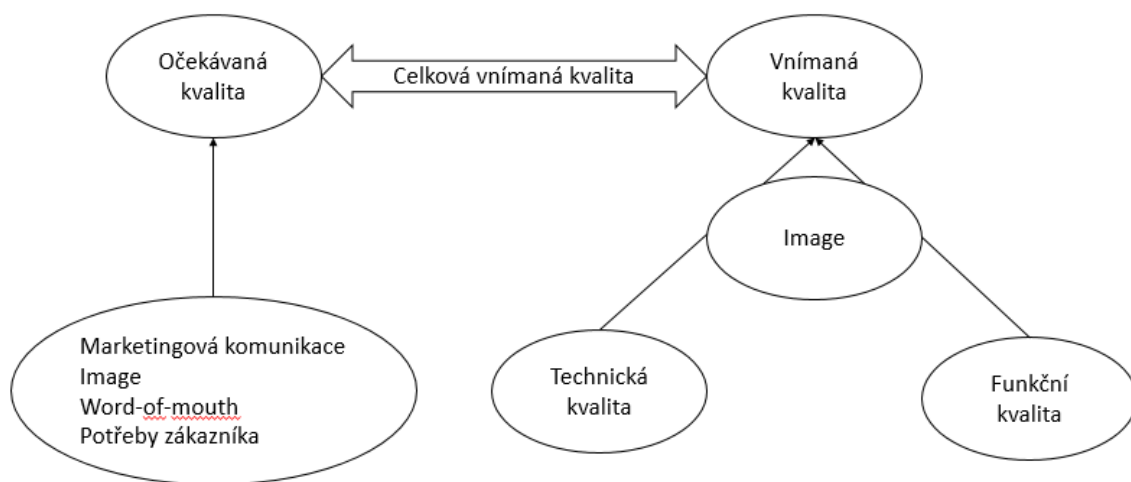 Očekávaná
kvalita
Celková vnímaná kvalita
Vnímaná
kvalita
Image
Marketingová komunikace
Image
Word-of-mouth
Potřeby zákazníka
Technická
kvalita
Funkční
kvalita